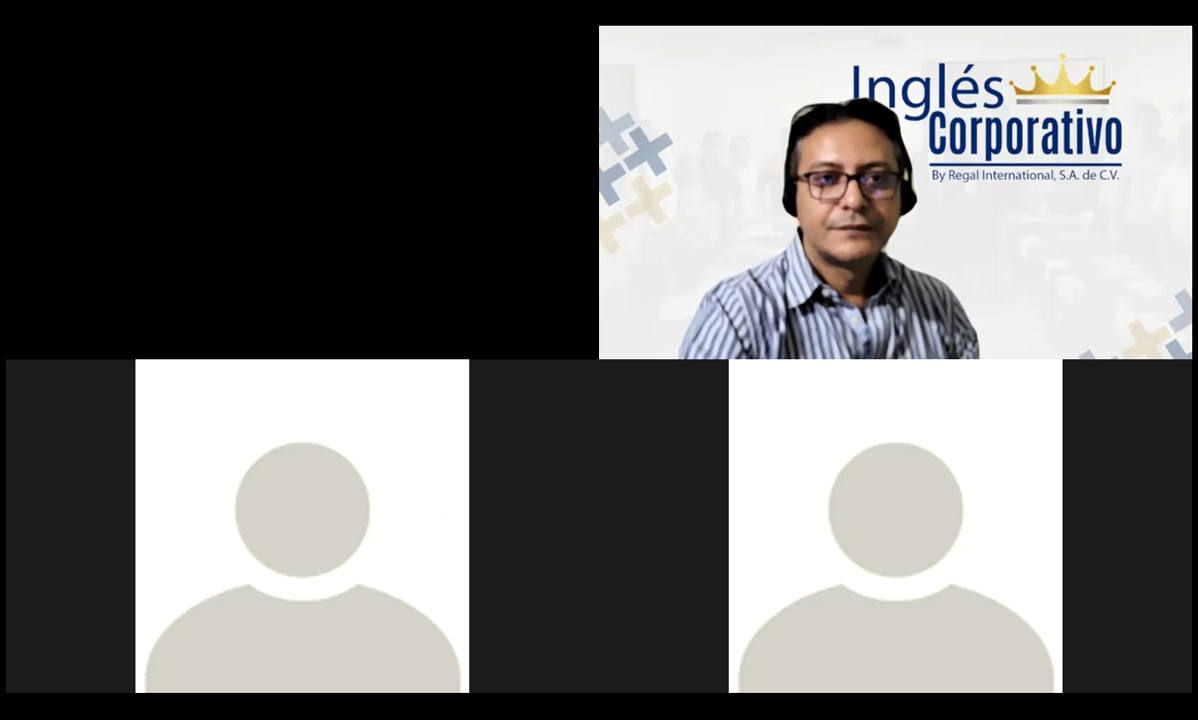 Inglés
Corporativo
By Regal International, S.A. de C.V.